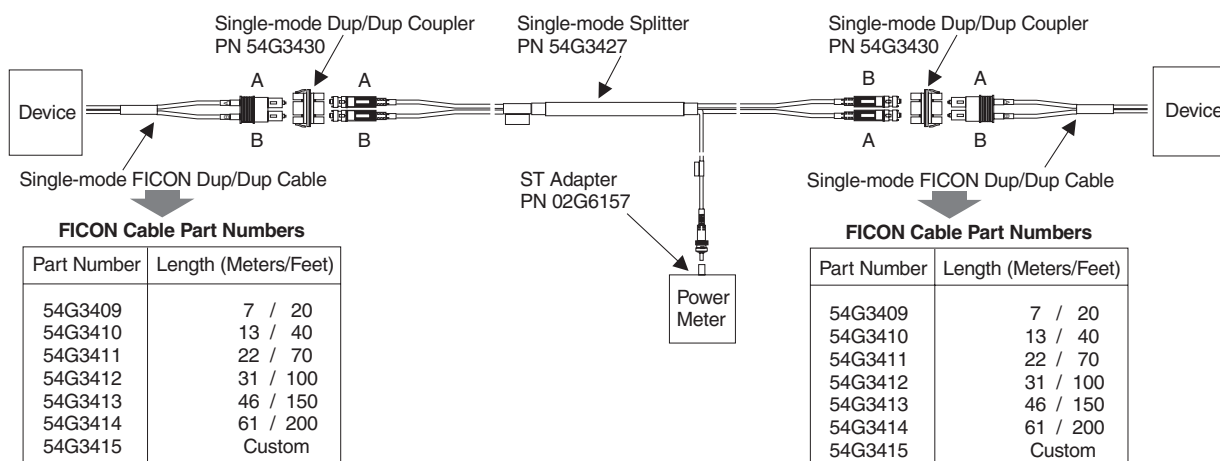 Single-mode Dup/Dup Coupler
PN 54G3430
Single-mode Splitter
PN 54G3427
Single-mode Dup/Dup Coupler
PN 54G3430
Device
A
B
A
B
B
A
A
B
Device
Single-mode FICON Dup/Dup Cable
ST Adapter
PN 02G6157
Power
Meter
Single-mode FICON Dup/Dup Cable
FICON Cable Part Numbers
Part Number Length (Meters/Feet)
54G3409 7 / 20
54G3410 13 / 40
54G3411 22 / 70
54G3412 31 / 100
54G3413 46 / 150
54G3414 61 / 200
54G3415 Custom
FICON Cable Part Numbers
Part Number Length (Meters/Feet)
54G3409 7 / 20
54G3410 13 / 40
54G3411 22 / 70
54G3412 31 / 100
54G3413 46 / 150
54G3414 61 / 200
54G3415 Custom